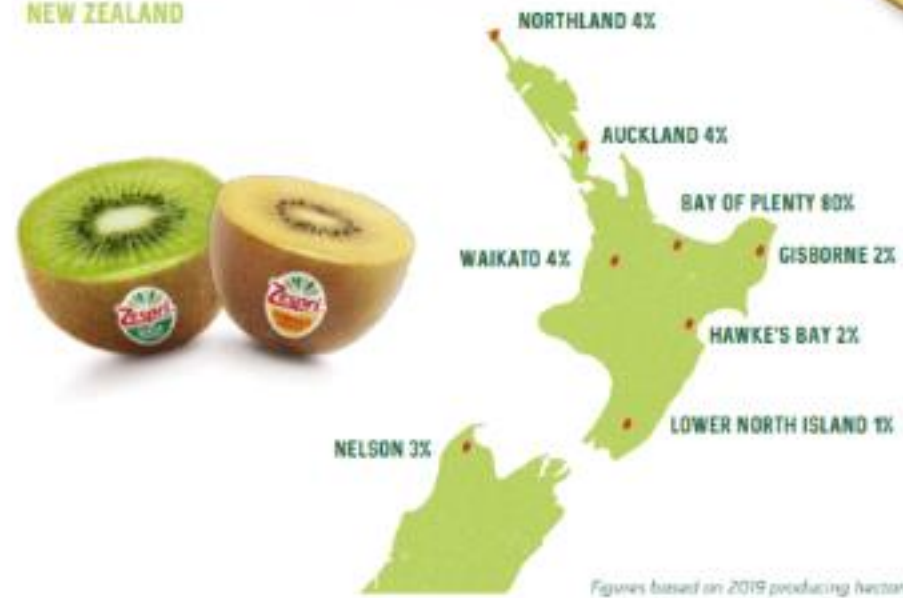 NEW ZEALAND
NORTHLAND 4%
AUCKLAND 4%
BAY OF PLENTY 80%
WAIKATO 4%
GISBORNE 2%
HAWKE'S BAY 2%
LOWER NORTH ISLAND 1%
NELSON 3%
Zespri
Zespri
Figures based on 2019 producing hectar